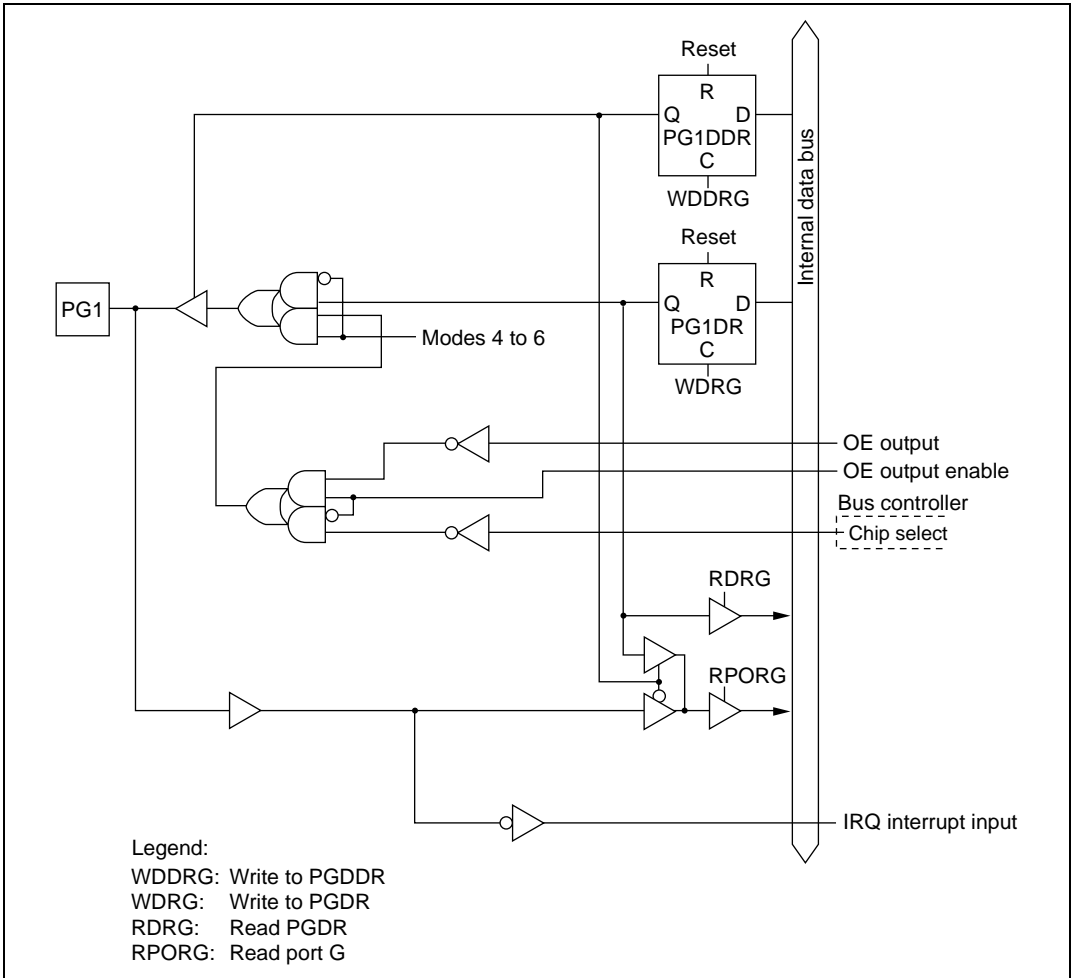 Reset
R
Q D
PG1DDR
C
WDDRG
Internal data bus
Reset
R
Q D
PG1DR
C
WDRG
PG1
Modes 4 to 6
OE output
OE output enable
Bus controller
Chip select
RDRG
RPORG
IRQ interrupt input
Legend:
WDDRG: Write to PGDDR
WDRG: Write to PGDR
RDRG: Read PGDR
RPORG: Read port G